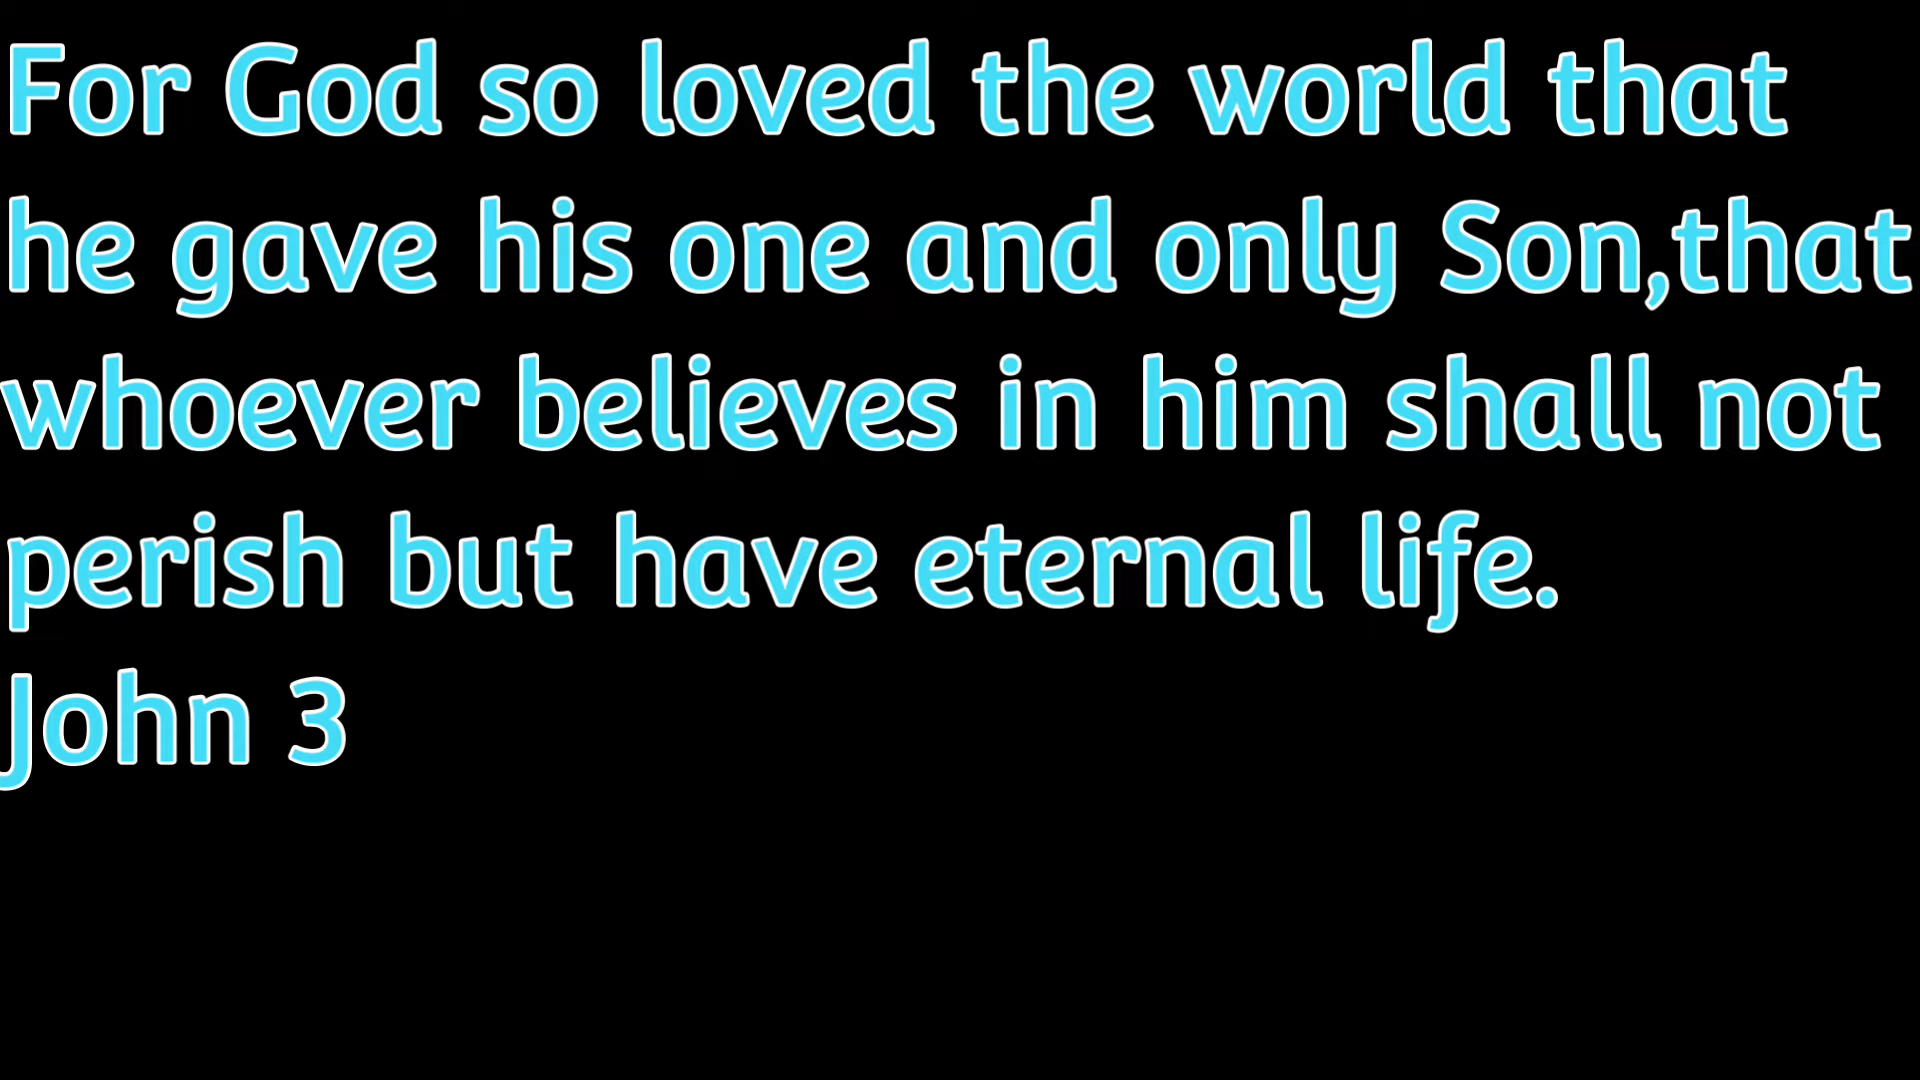 For God so loved the world that
he gave his one and only Son,that
whoever believes in him shall not
perish but have eternal life.
John 3